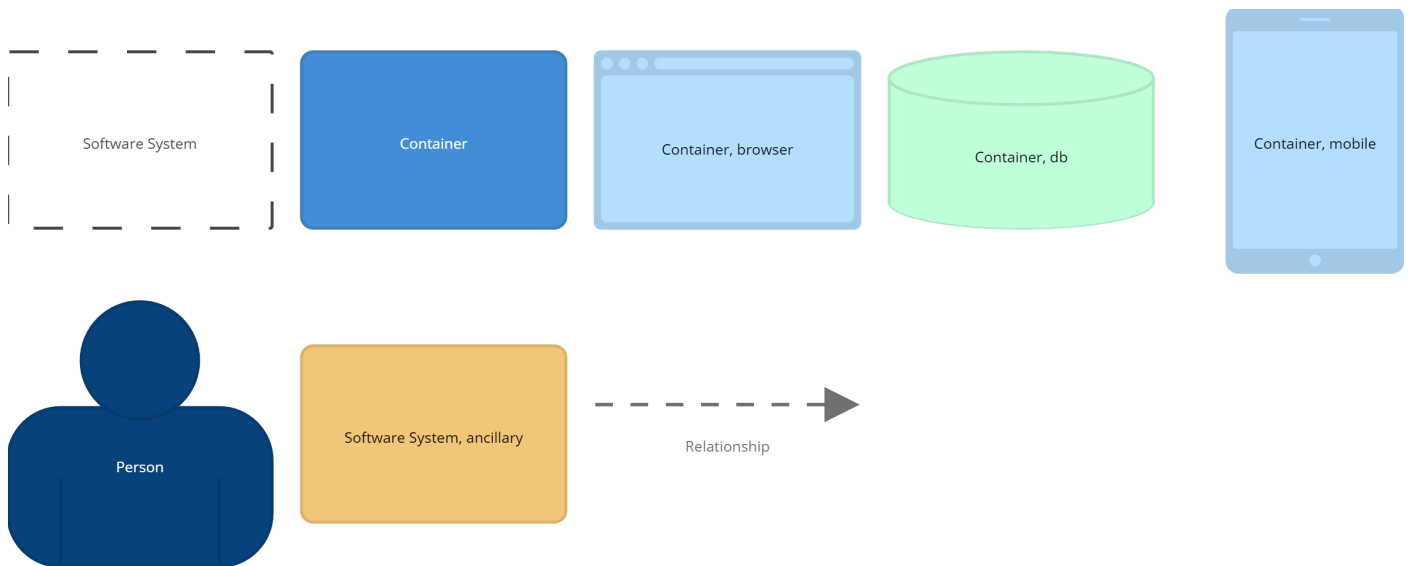 Software System
Container
Container, browser
Container, db
Container, mobile
Person
Software System, ancillary
Relationship